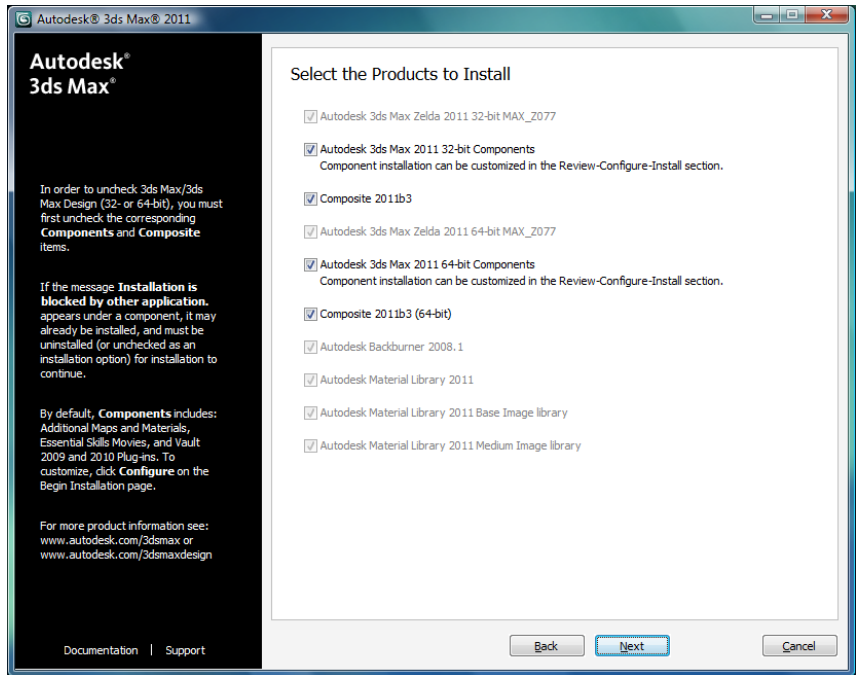 Autodesk® 3ds Max® 2011
Autodesk®
3ds Max®
In order to uncheck 3ds Max/3ds
Max Design (32- or 64-bit), you must
first uncheck the corresponding
Components and Composite
items.
If the message Installation is
blocked by other application.
appears under a component, it may
already be installed, and must be
uninstalled (or unchecked as an
installation option) for installation to
continue.
By default, Components includes:
Additional Maps and Materials,
Essential Skills Movies, and Vault
2009 and 2010 Plug-ins. To
customize, click Configure on the
Begin Installation page.
For more product information see:
www.autodesk.com/3dsmax or
www.autodesk.com/3dsmaxdesign
Documentation | Support
Select the Products to Install
Autodesk 3ds Max Zelda 2011 32-bit MAX_Z077
Autodesk 3ds Max 2011 32-bit Components
Component installation can be customized in the Review-Configure-Install section.
Composite 2011b3
Autodesk 3ds Max Zelda 2011 64-bit MAX_Z077
Autodesk 3ds Max 2011 64-bit Components
Component installation can be customized in the Review-Configure-Install section.
Composite 2011b3 (64-bit)
Autodesk Backburner 2008.1
Autodesk Material Library 2011
Autodesk Material Library 2011 Base Image library
Autodesk Material Library 2011 Medium Image library
Back
Next
Cancel